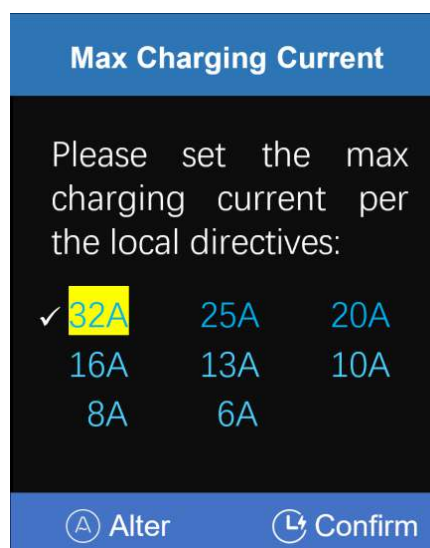 Max Charging Current
Please set the max
charging current per
the local directives:
✓ 32A 25A 20A
16A 13A 10A
8A 6A
A Alter Confirm